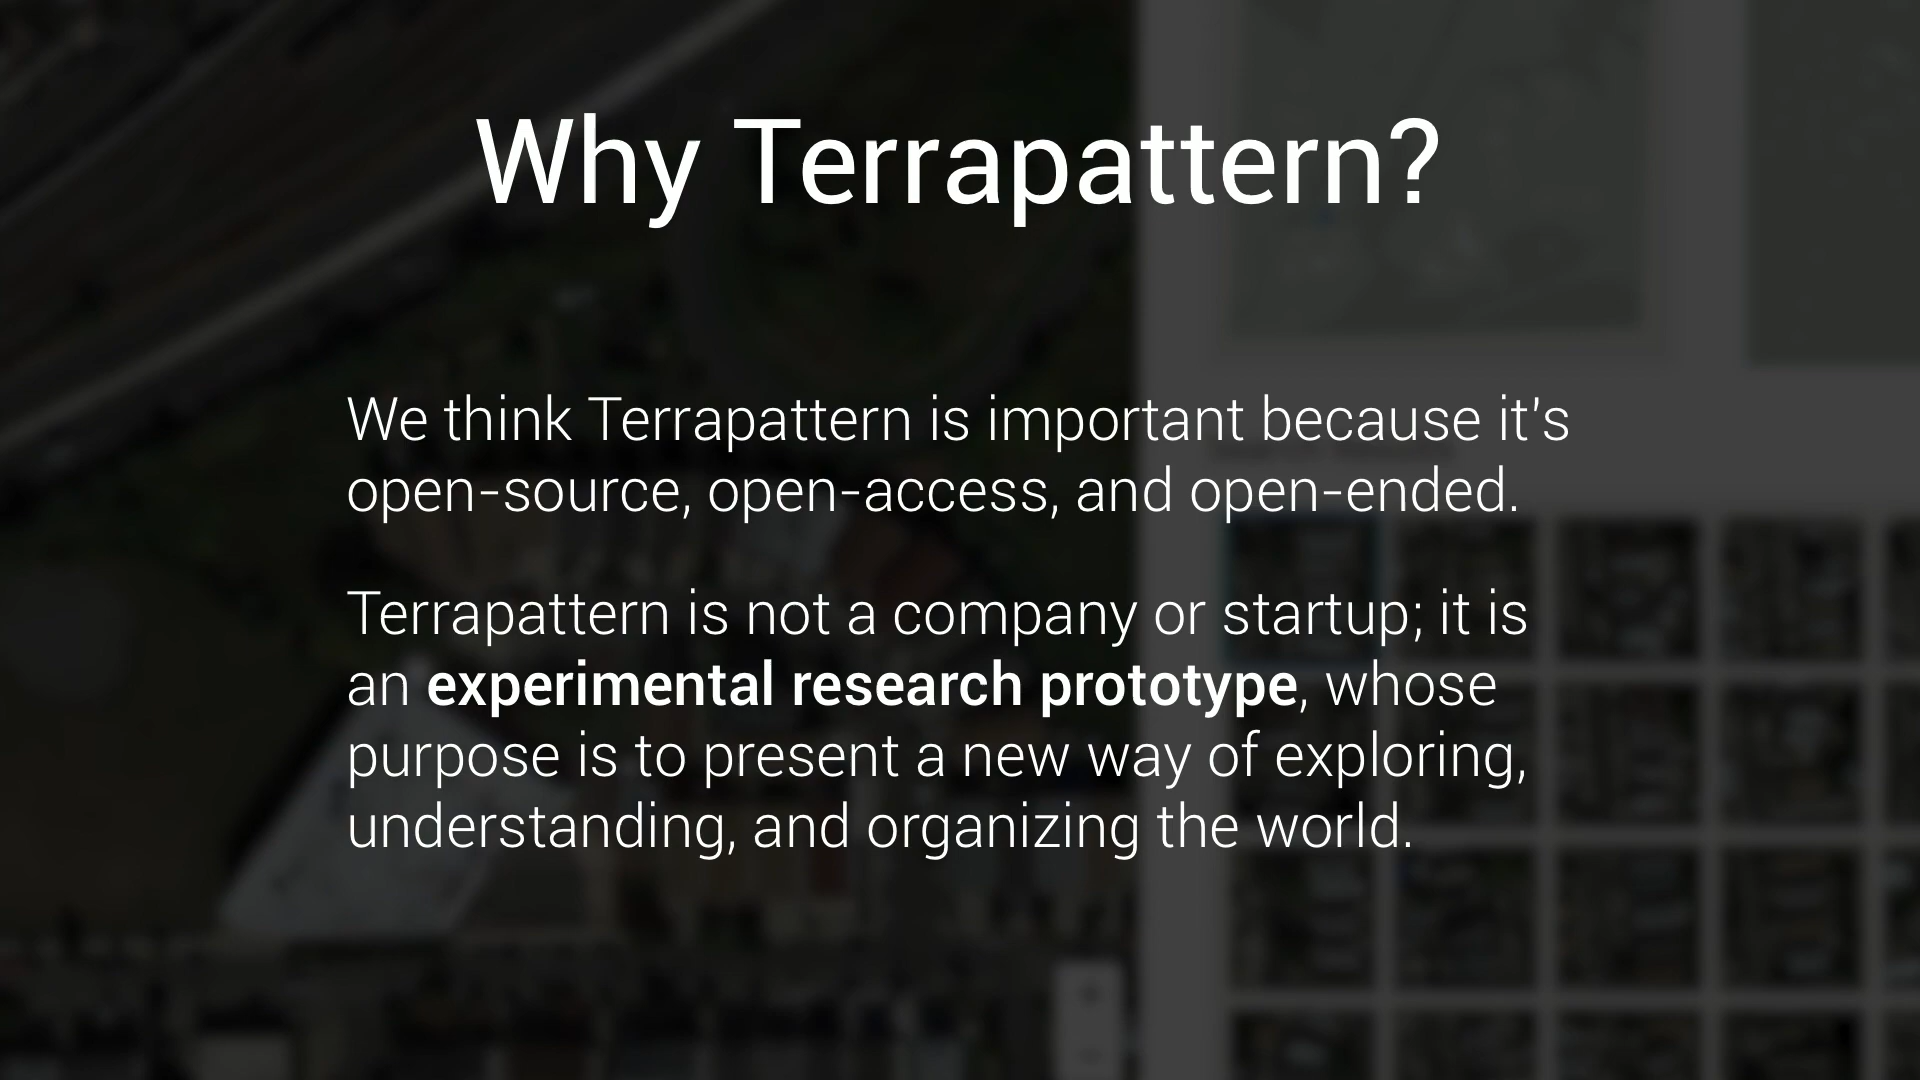 Why Terrapattern?
We think Terrapattern is important because it's
open-source, open-access, and open-ended.
Terrapattern is not a company or startup; it is
an experimental research prototype, whose
purpose is to present a new way of exploring,
understanding, and organizing the world.